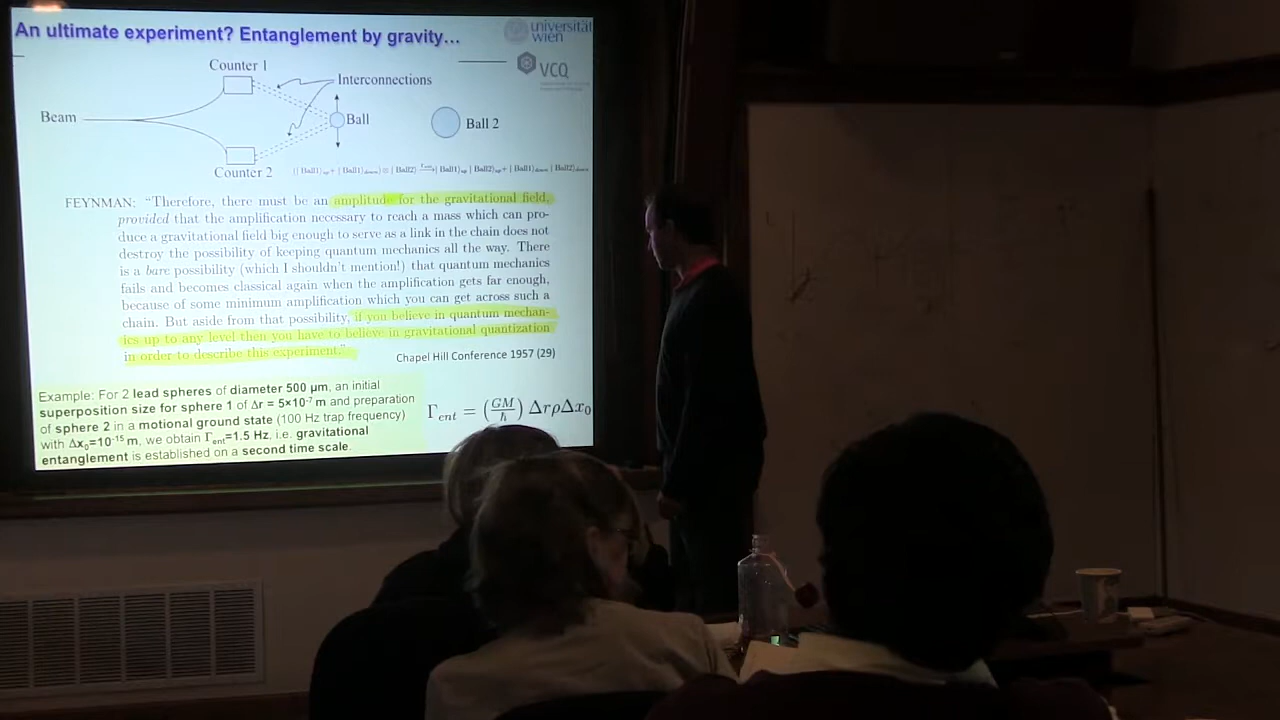 An ultimate experiment? Entanglement by gravity…
universität
wien
VCQ
Counter 1
Interconnections
Beam
Ball
Ball 2
Counter 2
FEYNMAN: “Therefore, there must be an amplitude for the gravitational field,
provided that the amplification necessary to reach a mass which can pro-
duce a gravitational field big enough to serve as a link in the chain does not
destroy the possibility of keeping quantum mechanics all the way. There
is a bare possibility (which I shouldn't mention!) that quantum mechanics
fails and becomes classical again when the amplification gets far enough,
because of some minimum amplification which you can get across such a
chain. But aside from that possibility, if you believe in quantum mechan-
ics up to any level then you have to believe in gravitational quantization
in order to describe this experiment.”
Chapel Hill Conference 1957 (29)
Example: For 2 lead spheres of diameter 500 µm, an initial
superposition size for sphere 1 of Δr = 5×10⁻⁷ m and preparation
of sphere 2 in a motional ground state (100 Hz trap frequency)
with Δx₀=10⁻¹⁵ m, we obtain Γent=1.5 Hz, i.e. gravitational
entanglement is established on a second time scale.
Γent = (GM/ℏ) ΔrρΔx₀